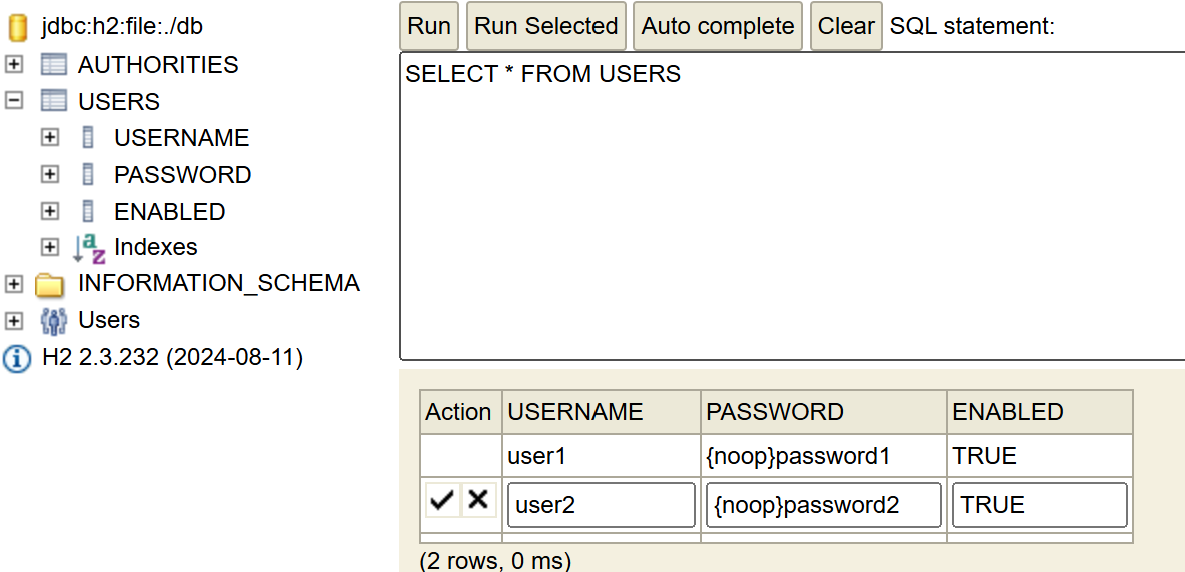 jdbc:h2:file:./db
AUTHORITIES
USERS
USERNAME
PASSWORD
ENABLED
Indexes
INFORMATION_SCHEMA
Users
H2 2.3.232 (2024-08-11)
Run Run Selected Auto complete Clear SQL statement:
SELECT * FROM USERS
Action USERNAME PASSWORD ENABLED
user1 {noop}password1 TRUE
user2 {noop}password2 TRUE
(2 rows, 0 ms)